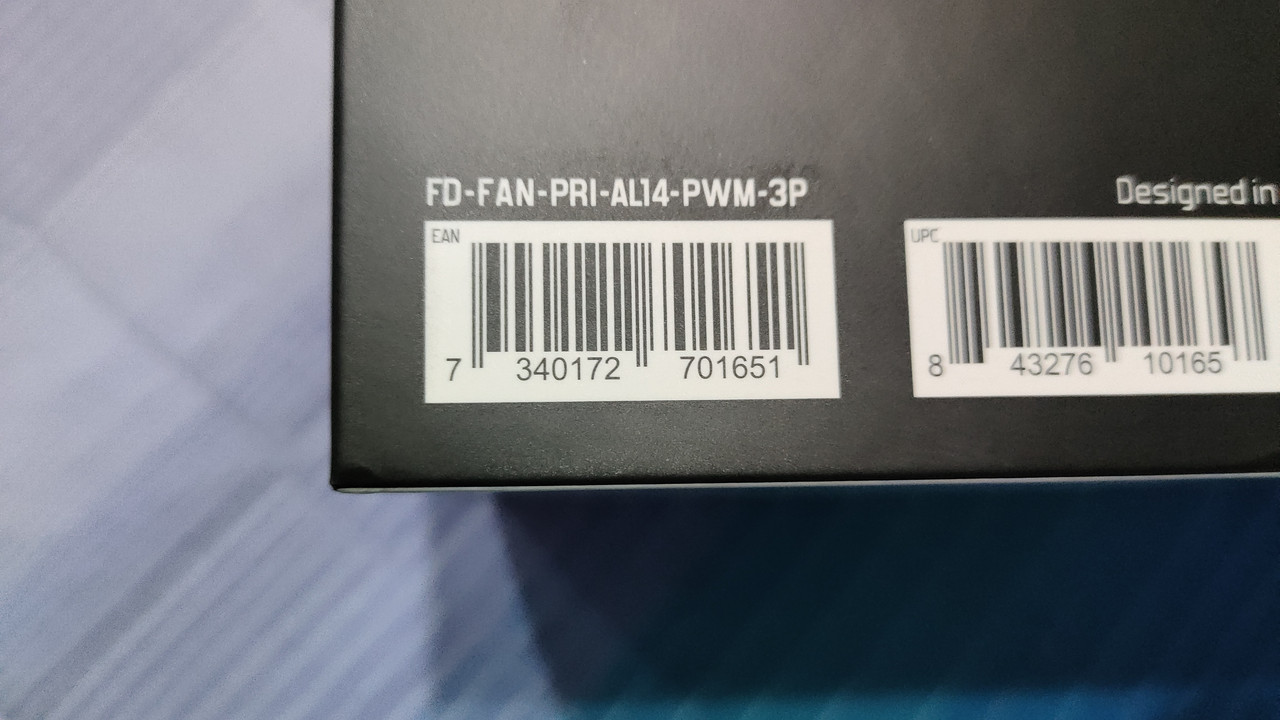 FD-FAN-PRI-AL14-PWM-3P
Designed in
EAN
7 340172 701651
UPC
8 43276 10165